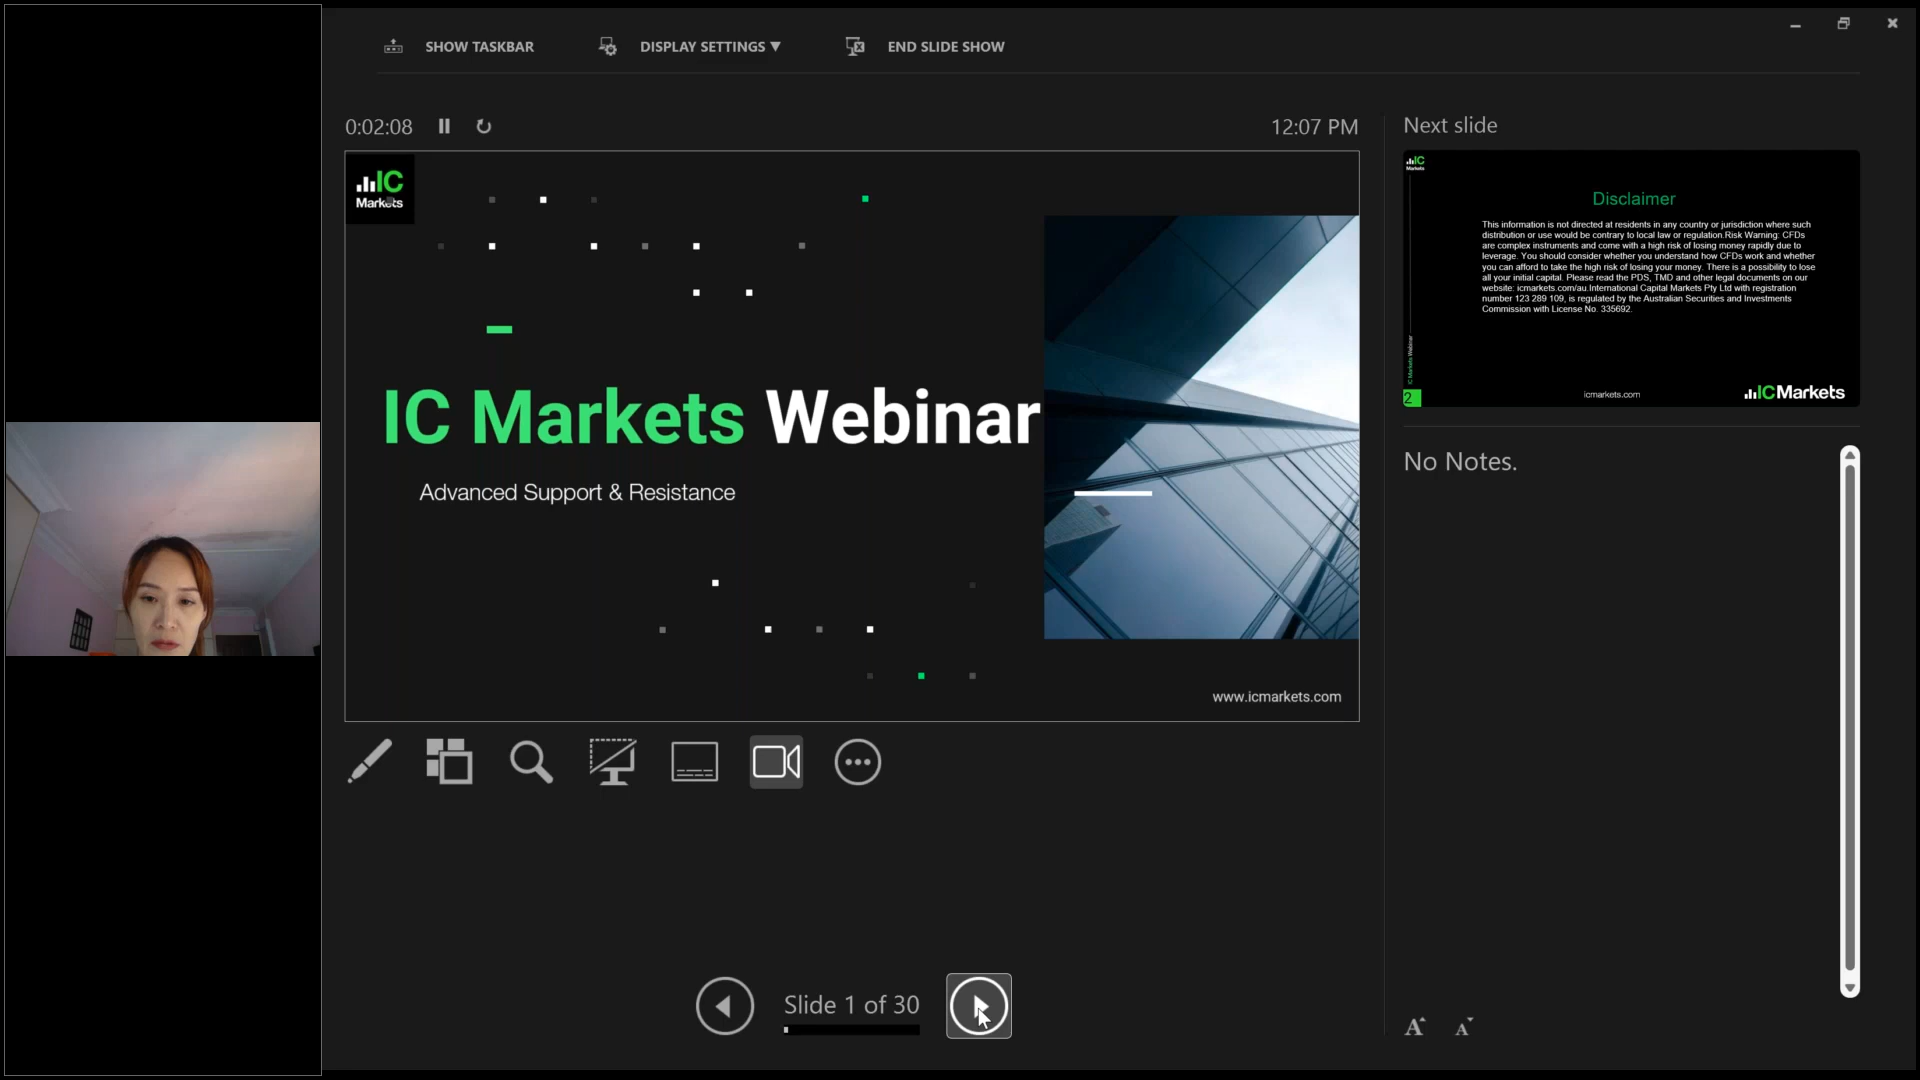 SHOW TASKBAR
DISPLAY SETTINGS ▼
END SLIDE SHOW
0:02:08
12:07 PM
IC
Markets
IC Markets Webinar
Advanced Support & Resistance
www.icmarkets.com
Slide 1 of 30
Next slide
IC
Markets
Disclaimer
This information is not directed at residents in any country or jurisdiction where such
distribution or use would be contrary to local law or regulation.Risk Warning: CFDs
are complex instruments and come with a high risk of losing money rapidly due to
leverage. You should consider whether you understand how CFDs work and whether
you can afford to take the high risk of losing your money. There is a possibility to lose
all your initial capital. Please read the PDS, TMD and other legal documents on our
website: icmarkets.com/au.International Capital Markets Pty Ltd with registration
number 123 289 109, is regulated by the Australian Securities and Investments
Commission with License No. 335692.
IC Markets Webinar
2
icmarkets.com
IC Markets
No Notes.
A
A